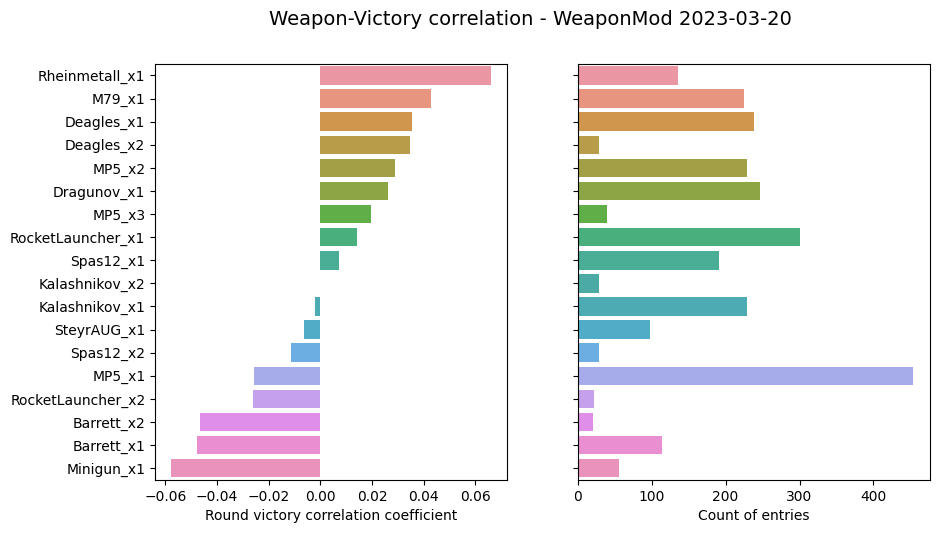 Weapon-Victory correlation - WeaponMod 2023-03-20
Rheinmetall_x1
M79_x1
Deagles_x1
Deagles_x2
MP5_x2
Dragunov_x1
MP5_x3
RocketLauncher_x1
Spas12_x1
Kalashnikov_x2
Kalashnikov_x1
SteyrAUG_x1
Spas12_x2
MP5_x1
RocketLauncher_x2
Barrett_x2
Barrett_x1
Minigun_x1
−0.06 −0.04 −0.02 0.00 0.02 0.04 0.06
Round victory correlation coefficient
0 100 200 300 400
Count of entries